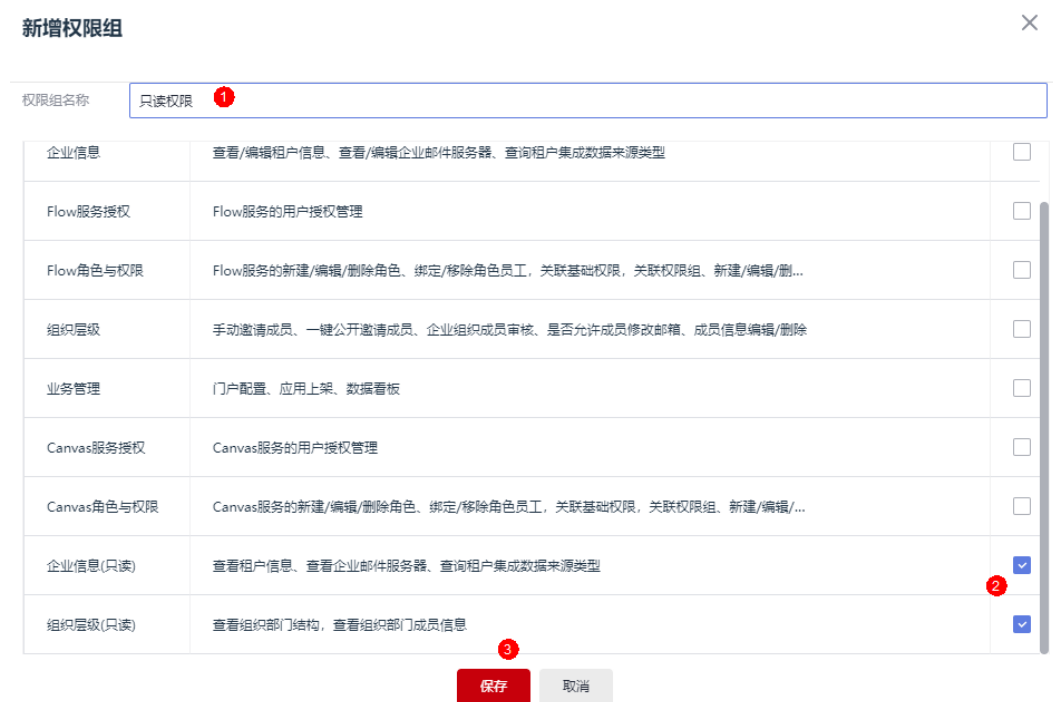 新增权限组
权限组名称 只读权限 1
企业信息 查看/编辑租户信息、查看/编辑企业邮件服务器、查询租户集成数据来源类型
Flow服务授权 Flow服务的用户授权管理
Flow角色与权限 Flow服务的新建/编辑/删除角色、绑定/移除角色员工，关联基础权限，关联权限组、新建/编辑/删...
组织层级 手动邀请成员、一键公开邀请成员、企业组织成员审核、是否允许成员修改邮箱、成员信息编辑/删除
业务管理 门户配置、应用上架、数据看板
Canvas服务授权 Canvas服务的用户授权管理
Canvas角色与权限 Canvas服务的新建/编辑/删除角色、绑定/移除角色员工，关联基础权限，关联权限组、新建/编辑/...
企业信息(只读) 查看租户信息、查看企业邮件服务器、查询租户集成数据来源类型
2
组织层级(只读) 查看组织部门结构，查看组织部门成员信息
3
保存 取消